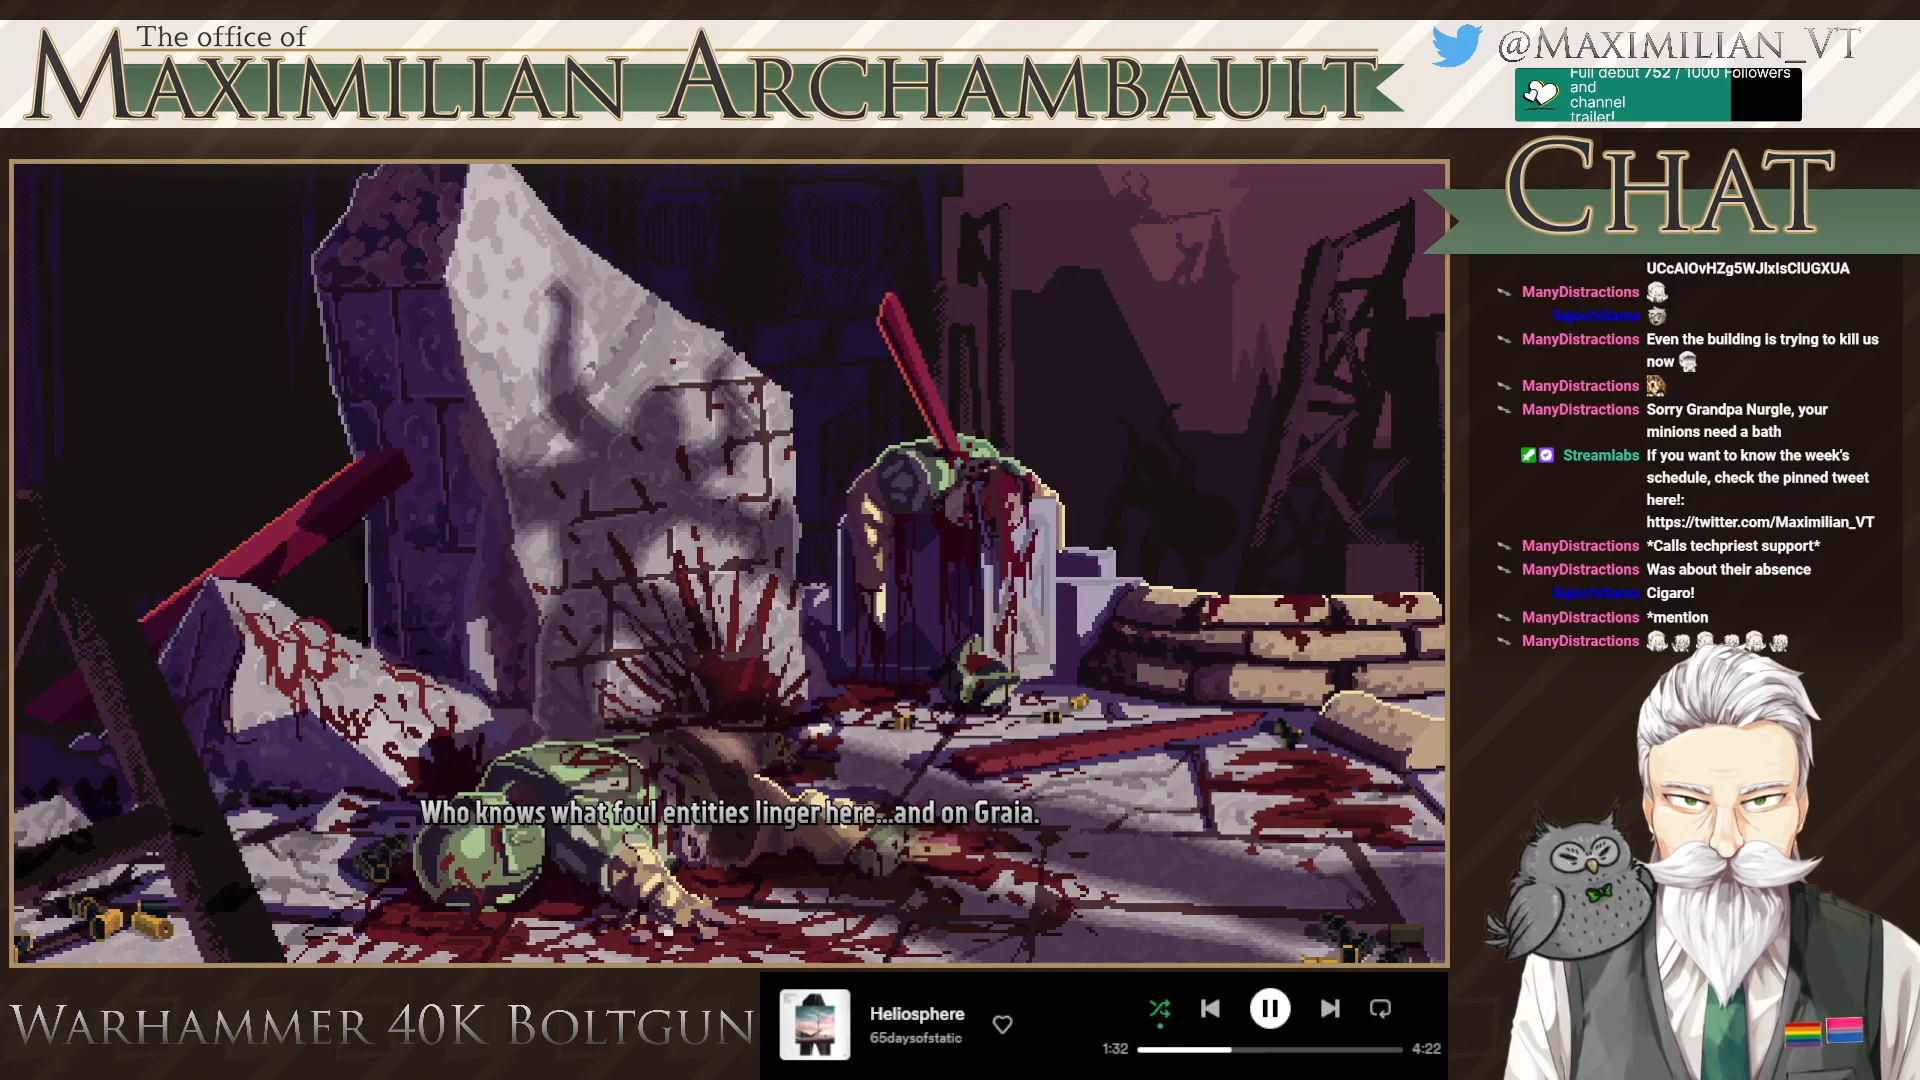 The office of
MAXIMILIAN ARCHAMBAULT
@MAXIMILIAN_VT
Full debut 752 / 1000 Followers
and
channel
trailer!
CHAT
UCcAIOvHZg5WJlxIsCIUGXUA
ManyDistractions
SajochiSama
ManyDistractions Even the building is trying to kill us
now
ManyDistractions
ManyDistractions Sorry Grandpa Nurgle, your
minions need a bath
Streamlabs If you want to know the week's
schedule, check the pinned tweet
here!:
https://twitter.com/Maximilian_VT
ManyDistractions *Calls techpriest support*
ManyDistractions Was about their absence
SajochiSama Cigaro!
ManyDistractions *mention
ManyDistractions
Who knows what foul entities linger here...and on Graia.
WARHAMMER 40K BOLTGUN
Heliosphere
65daysofstatic
1:32
4:22